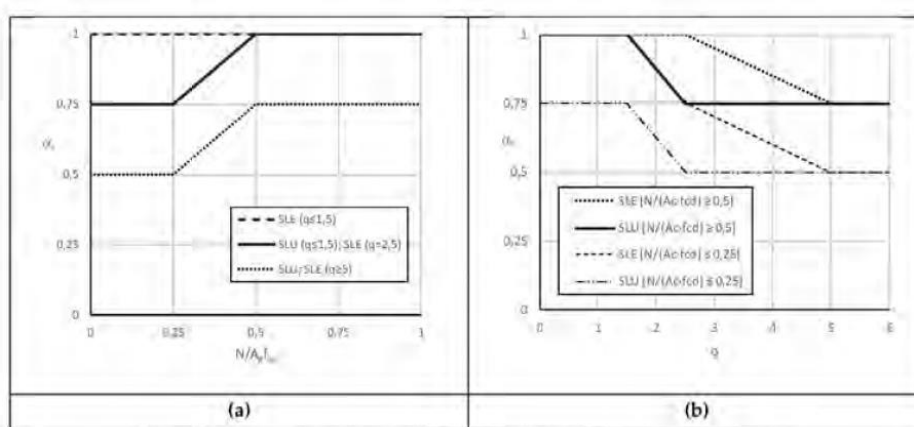 1
0,75
αᵢ
0,5
0,25
0
0 0,25 0,5 0,75 1
SLE (q≤1,5)
SLU (q≤1,5); SLE (q=2,5)
SLU, SLE (q≥5)
(a)
1
0,75
0,5
0,25
0
0 1 2 3 4 5 6
SLE [N/(Ac·fcd) ≥ 0,5]
SLU [N/(Ac·fcd) ≥ 0,5]
SLE [N/(Ac·fcd) ≤ 0,25]
SLU [N/(Ac·fcd) ≤ 0,25]
(b)